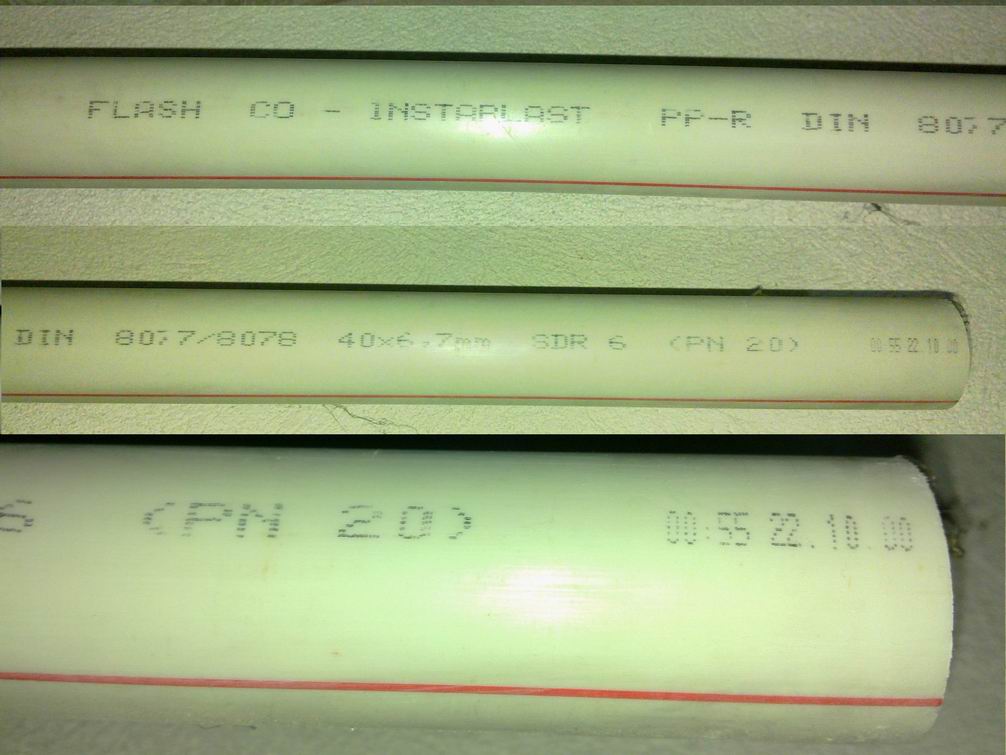 FLASH CO - INSTAPLAST PP-R DIN 8077
DIN 8077/8078 40x6,7mm SDR 6 (PN 20) 00:55 22.10.00
6 (PN 20) 00:55 22.10.00